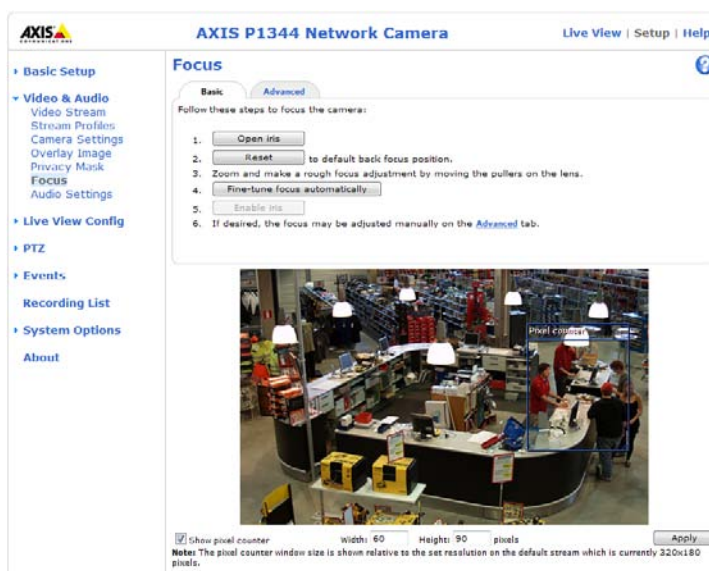 AXIS
COMMUNICATIONS
AXIS P1344 Network Camera
Live View | Setup | Help
Basic Setup
Video & Audio
Video Stream
Stream Profiles
Camera Settings
Overlay Image
Privacy Mask
Focus
Audio Settings
Live View Config
PTZ
Events
Recording List
System Options
About
Focus
?
Basic
Advanced
Follow these steps to focus the camera:
1. Open iris
2. Reset to default back focus position.
3. Zoom and make a rough focus adjustment by moving the pullers on the lens.
4. Fine-tune focus automatically
5. Enable iris
6. If desired, the focus may be adjusted manually on the Advanced tab.
Pixel counter
Show pixel counter Width: 60 Height: 90 pixels Apply
Note: The pixel counter window size is shown relative to the set resolution on the default stream which is currently 320x180
pixels.